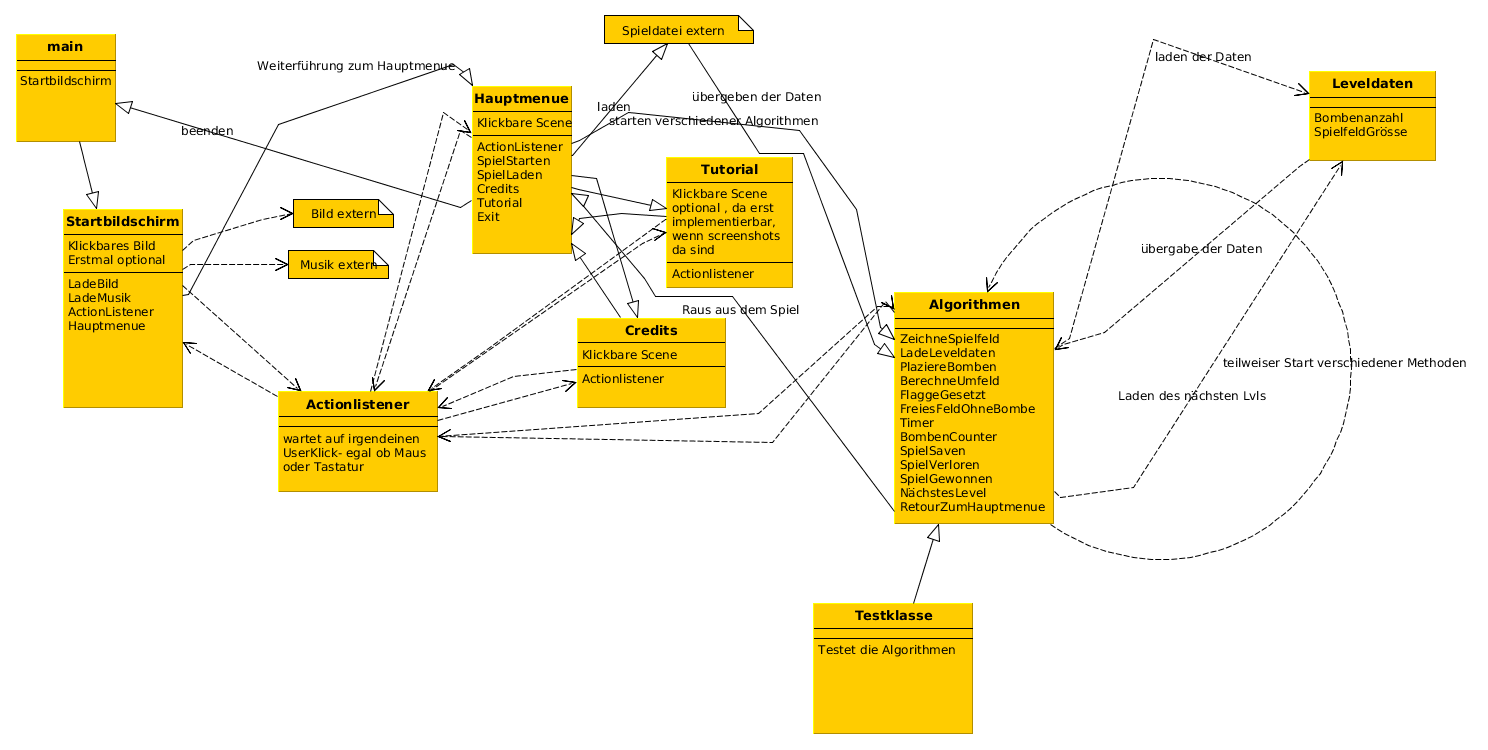 main
Startbildschirm
Weiterführung zum Hauptmenue
beenden
Startbildschirm
Klickbares Bild
Erstmal optional
LadeBild
LadeMusik
ActionListener
Hauptmenue
Bild extern
Musik extern
Spieldatei extern
Hauptmenue
Klickbare Scene
ActionListener
SpielStarten
SpielLaden
Credits
Tutorial
Exit
laden
übergeben der Daten
starten verschiedener Algorithmen
Tutorial
Klickbare Scene
optional , da erst
implementierbar,
wenn screenshots
da sind
Actionlistener
Raus aus dem Spiel
Credits
Klickbare Scene
Actionlistener
Actionlistener
wartet auf irgendeinen
UserKlick- egal ob Maus
oder Tastatur
laden der Daten
Leveldaten
Bombenanzahl
SpielfeldGrösse
übergabe der Daten
Algorithmen
ZeichneSpielfeld
LadeLeveldaten
PlaziereBomben
BerechneUmfeld
FlaggeGesetzt
FreiesFeldOhneBombe
Timer
BombenCounter
SpielSaven
SpielVerloren
SpielGewonnen
NächstesLevel
RetourZumHauptmenue
teilweiser Start verschiedener Methoden
Laden des nächsten Lvls
Testklasse
Testet die Algorithmen